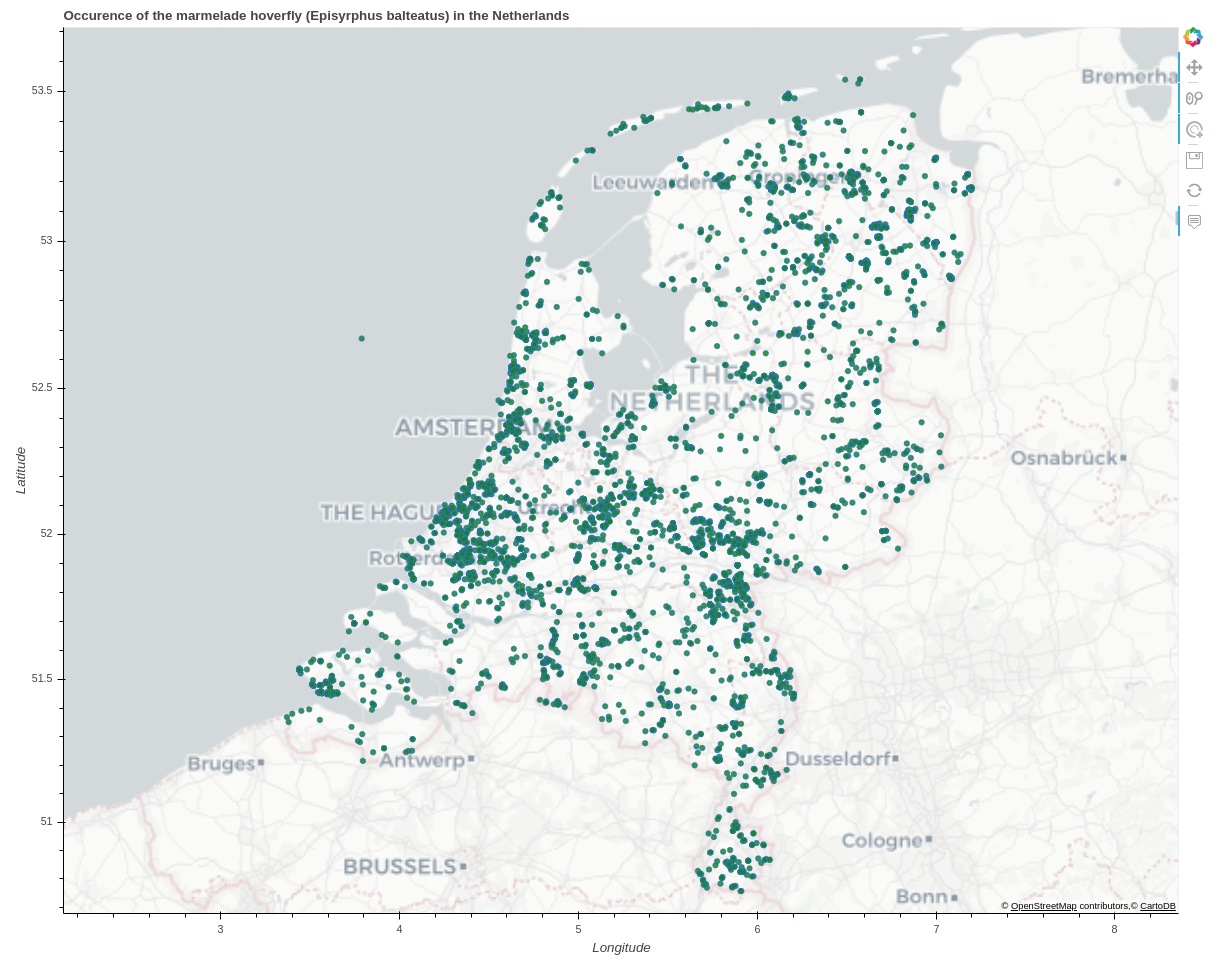 Occurence of the marmelade hoverfly (Episyrphus balteatus) in the Netherlands
Bremerha
53.5
Leeuwarden
Groningen
53
Latitude
52.5
THE
NETHERLANDS
AMSTERDAM
Osnabrück
THE HAGUE
Utrecht
52
Rotterdam
51.5
Bruges
Antwerp
Dusseldorf
51
Cologne
BRUSSELS
Bonn
© OpenStreetMap contributors,© CartoDB
3 4 5 6 7 8
Longitude